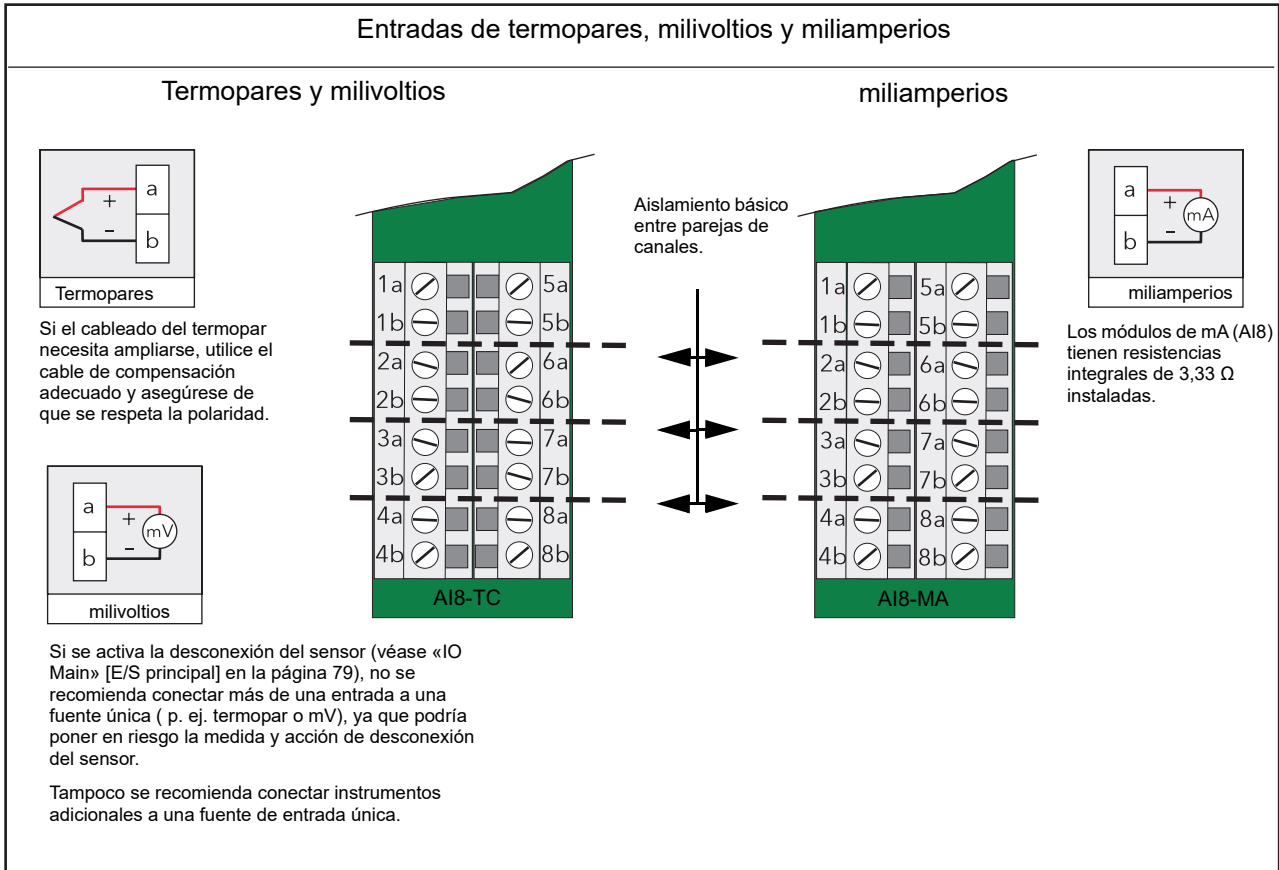 Entradas de termopares, milivoltios y miliamperios
Termopares y milivoltios
a
+
-
b
Termopares
Si el cableado del termopar
necesita ampliarse, utilice el
cable de compensación
adecuado y asegúrese de
que se respeta la polaridad.
a
+
mV
-
b
milivoltios
Si se activa la desconexión del sensor (véase «IO
Main» [E/S principal] en la página 79), no se
recomienda conectar más de una entrada a una
fuente única ( p. ej. termopar o mV), ya que podría
poner en riesgo la medida y acción de desconexión
del sensor.
Tampoco se recomienda conectar instrumentos
adicionales a una fuente de entrada única.
1a 5a
1b 5b
2a 6a
2b 6b
3a 7a
3b 7b
4a 8a
4b 8b
AI8-TC
Aislamiento básico
entre parejas de
canales.
miliamperios
1a 5a
1b 5b
2a 6a
2b 6b
3a 7a
3b 7b
4a 8a
4b 8b
AI8-MA
a
+
mA
-
b
miliamperios
Los módulos de mA (AI8)
tienen resistencias
integrales de 3,33 Ω
instaladas.